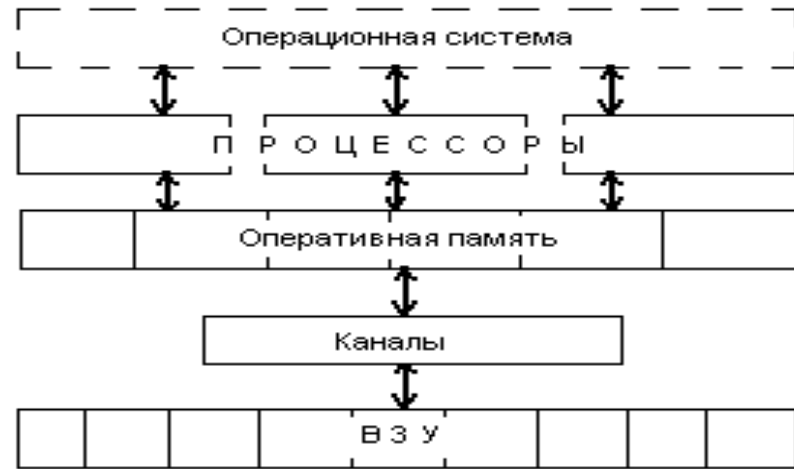 Операционная система
П Р О Ц Е С С О Р Ы
Оперативная память
Каналы
В З У